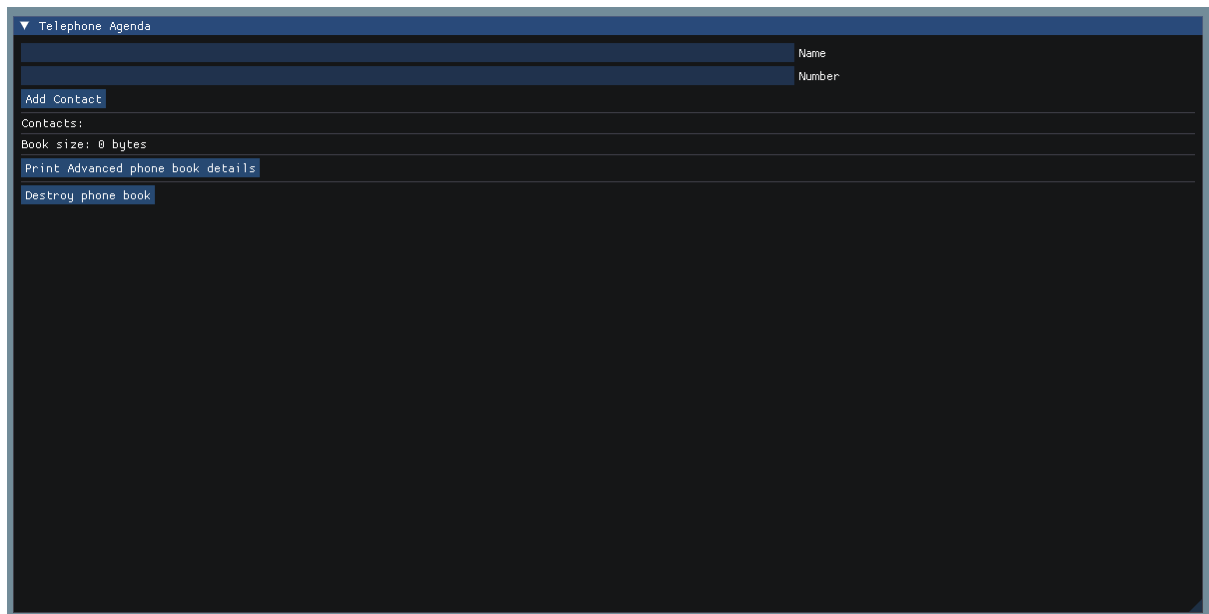 Telephone Agenda
Name
Number
Add Contact
Contacts:
Book size: 0 bytes
Print Advanced phone book details
Destroy phone book